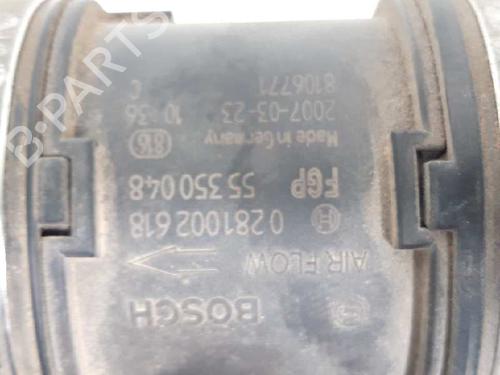 BOSCH
AIR FLOW
0 281 002 618
FGP 55 350 048
816
Made in Germany
2007-03-23 10:36
8106771 C